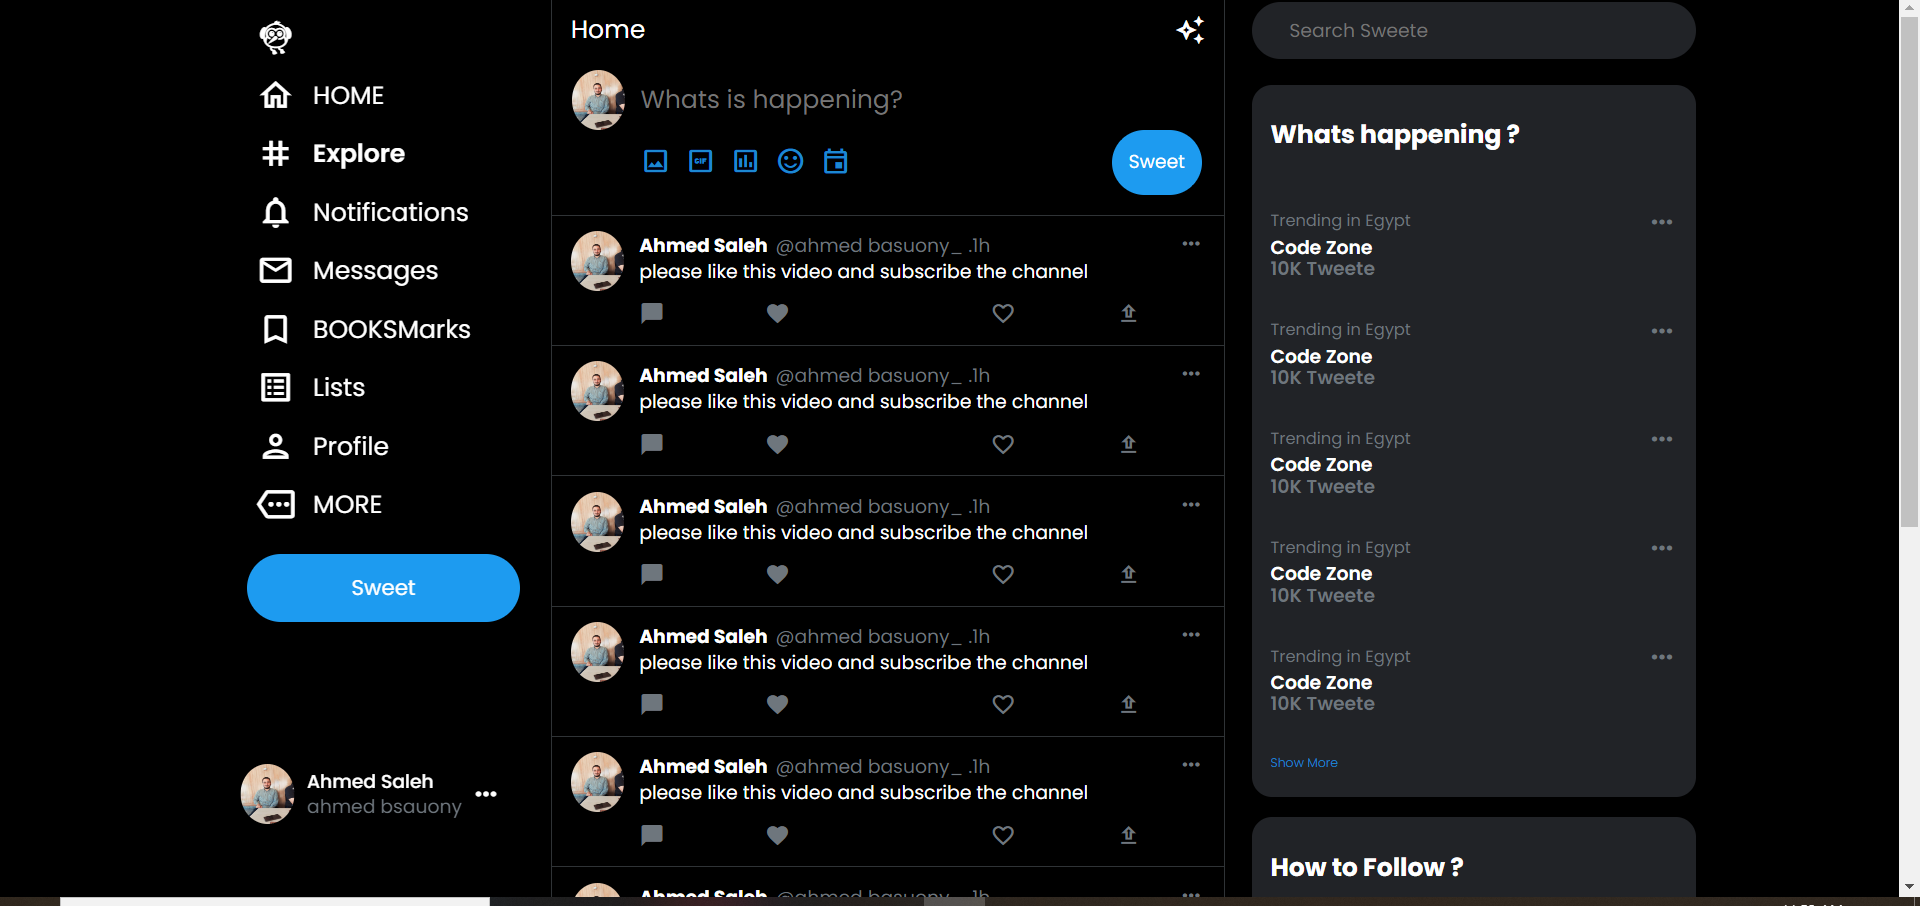 HOME
Explore
Notifications
Messages
BOOKSMarks
Lists
Profile
MORE
Sweet
Ahmed Saleh
ahmed bsauony
Home
Whats is happening?
GIF
Sweet
Ahmed Saleh @ahmed basuony_ .1h
please like this video and subscribe the channel
Ahmed Saleh @ahmed basuony_ .1h
please like this video and subscribe the channel
Ahmed Saleh @ahmed basuony_ .1h
please like this video and subscribe the channel
Ahmed Saleh @ahmed basuony_ .1h
please like this video and subscribe the channel
Ahmed Saleh @ahmed basuony_ .1h
please like this video and subscribe the channel
Ahmed Saleh @ahmed basuony_ .1h
Search Sweete
Whats happening ?
Trending in Egypt
Code Zone
10K Tweete
Trending in Egypt
Code Zone
10K Tweete
Trending in Egypt
Code Zone
10K Tweete
Trending in Egypt
Code Zone
10K Tweete
Trending in Egypt
Code Zone
10K Tweete
Show More
How to Follow ?